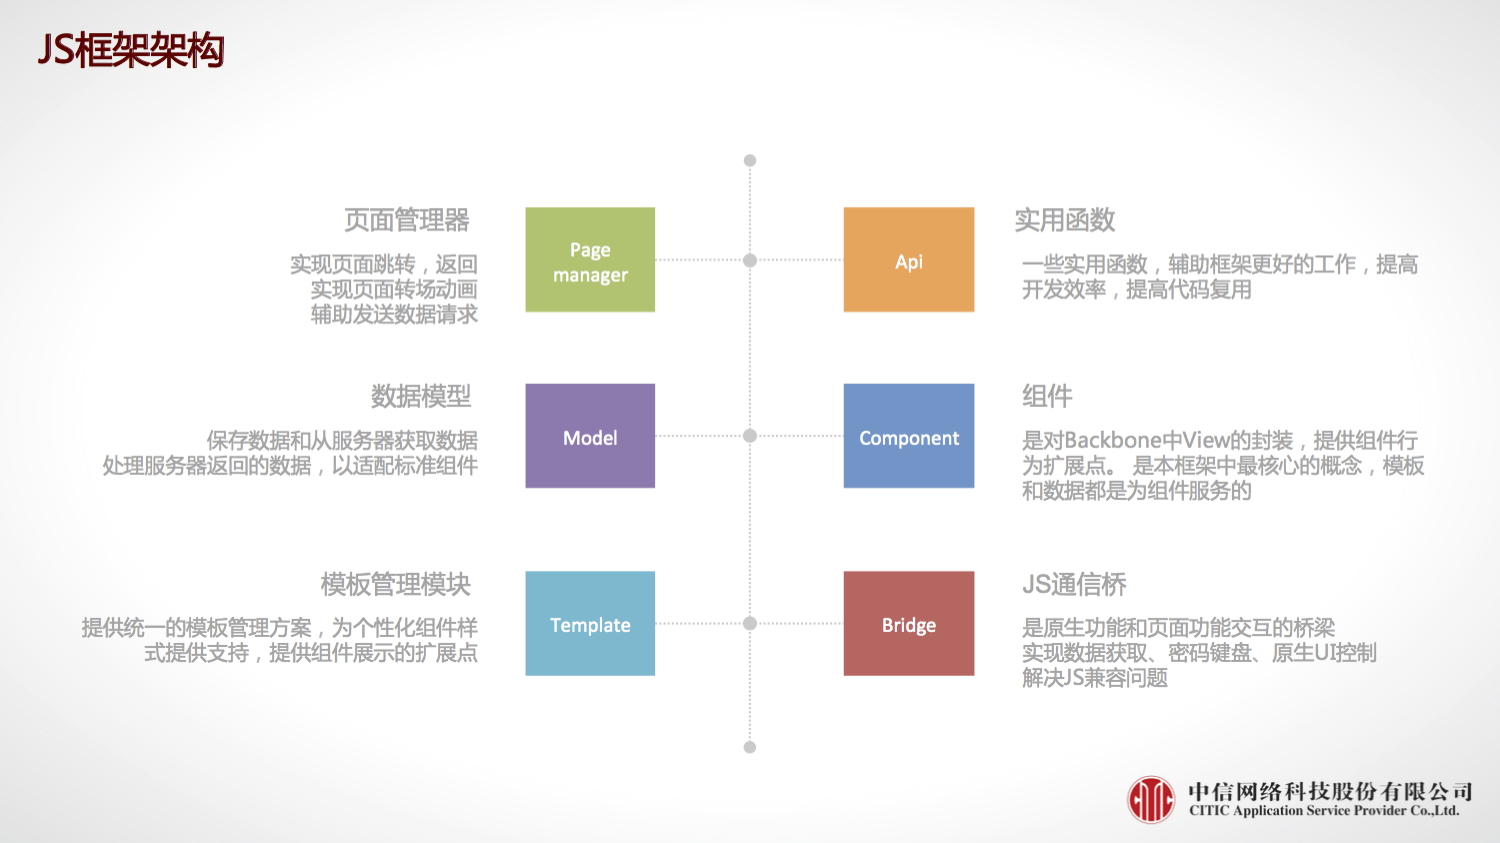 JS框架架构
页面管理器
实现页面跳转，返回
实现页面转场动画
辅助发送数据请求
Page
manager
Api
实用函数
一些实用函数，辅助框架更好的工作，提高
开发效率，提高代码复用
数据模型
保存数据和从服务器获取数据
处理服务器返回的数据，以适配标准组件
Model
Component
组件
是对Backbone中View的封装，提供组件行
为扩展点。 是本框架中最核心的概念，模板
和数据都是为组件服务的
模板管理模块
提供统一的模板管理方案，为个性化组件样
式提供支持，提供组件展示的扩展点
Template
Bridge
JS通信桥
是原生功能和页面功能交互的桥梁
实现数据获取、密码键盘、原生UI控制
解决JS兼容问题
CITIC
中信网络科技股份有限公司
CITIC Application Service Provider Co.,Ltd.